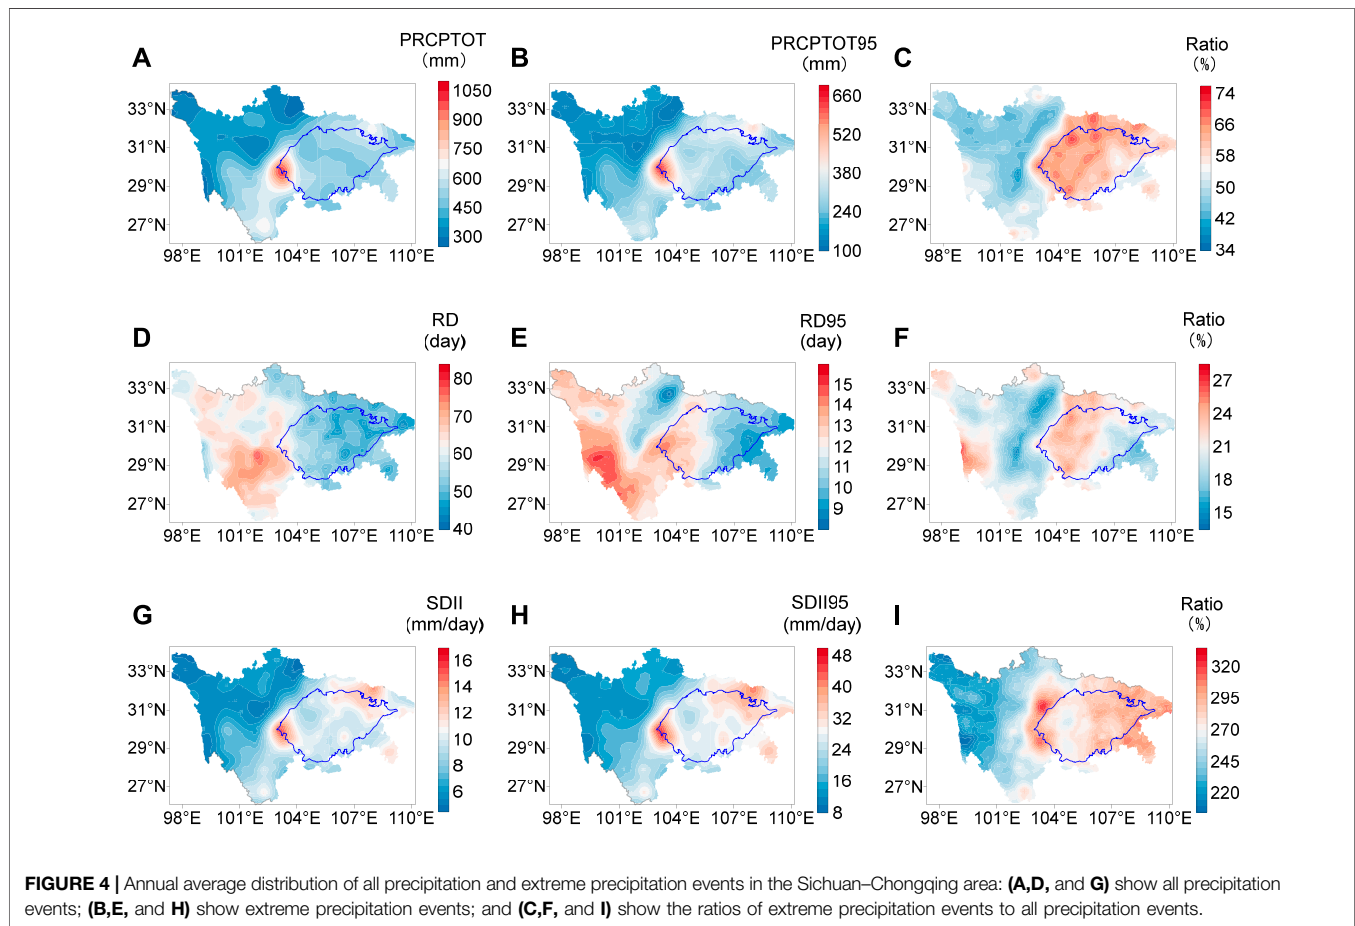 A
PRCPTOT
(mm)
1050
900
750
600
450
300
33°N
31°N
29°N
27°N
98°E 101°E 104°E 107°E 110°E
B
PRCPTOT95
(mm)
660
520
380
240
100
33°N
31°N
29°N
27°N
98°E 101°E 104°E 107°E 110°E
C
Ratio
(%)
74
66
58
50
42
34
33°N
31°N
29°N
27°N
98°E 101°E 104°E 107°E 110°E
D
RD
(day)
80
70
60
50
40
33°N
31°N
29°N
27°N
98°E 101°E 104°E 107°E 110°E
E
RD95
(day)
15
14
13
12
11
10
9
33°N
31°N
29°N
27°N
98°E 101°E 104°E 107°E 110°E
F
Ratio
(%)
27
24
21
18
15
33°N
31°N
29°N
27°N
98°E 101°E 104°E 107°E 110°E
G
SDII
(mm/day)
16
14
12
10
8
6
33°N
31°N
29°N
27°N
98°E 101°E 104°E 107°E 110°E
H
SDII95
(mm/day)
48
40
32
24
16
8
33°N
31°N
29°N
27°N
98°E 101°E 104°E 107°E 110°E
I
Ratio
(%)
320
295
270
245
220
33°N
31°N
29°N
27°N
98°E 101°E 104°E 107°E 110°E
FIGURE 4 | Annual average distribution of all precipitation and extreme precipitation events in the Sichuan–Chongqing area: (A,D, and G) show all precipitation
events; (B,E, and H) show extreme precipitation events; and (C,F, and I) show the ratios of extreme precipitation events to all precipitation events.